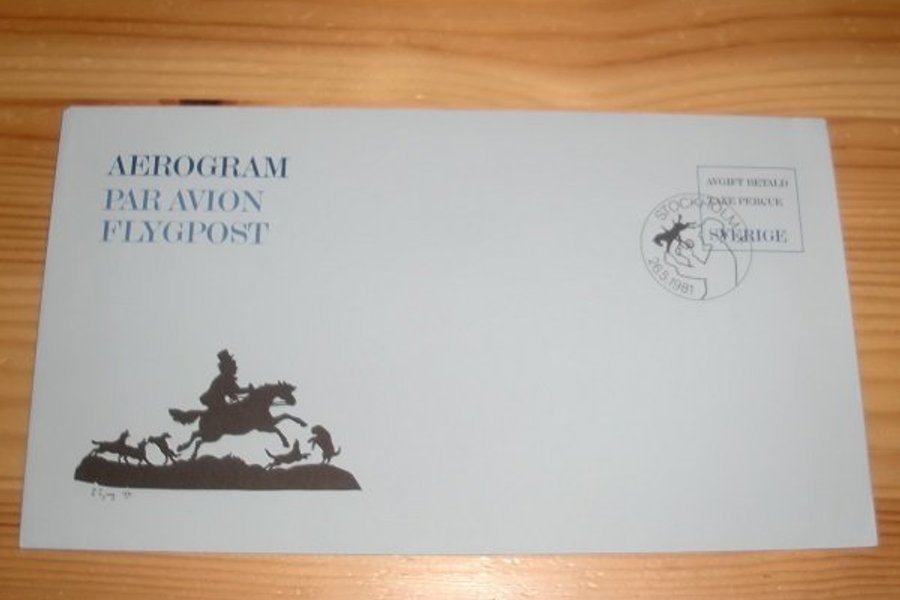 AEROGRAM
PAR AVION
FLYGPOST
AVGIFT BETALD
TAXE PERÇUE
SVERIGE
STOCKHOLM
26.5.1981